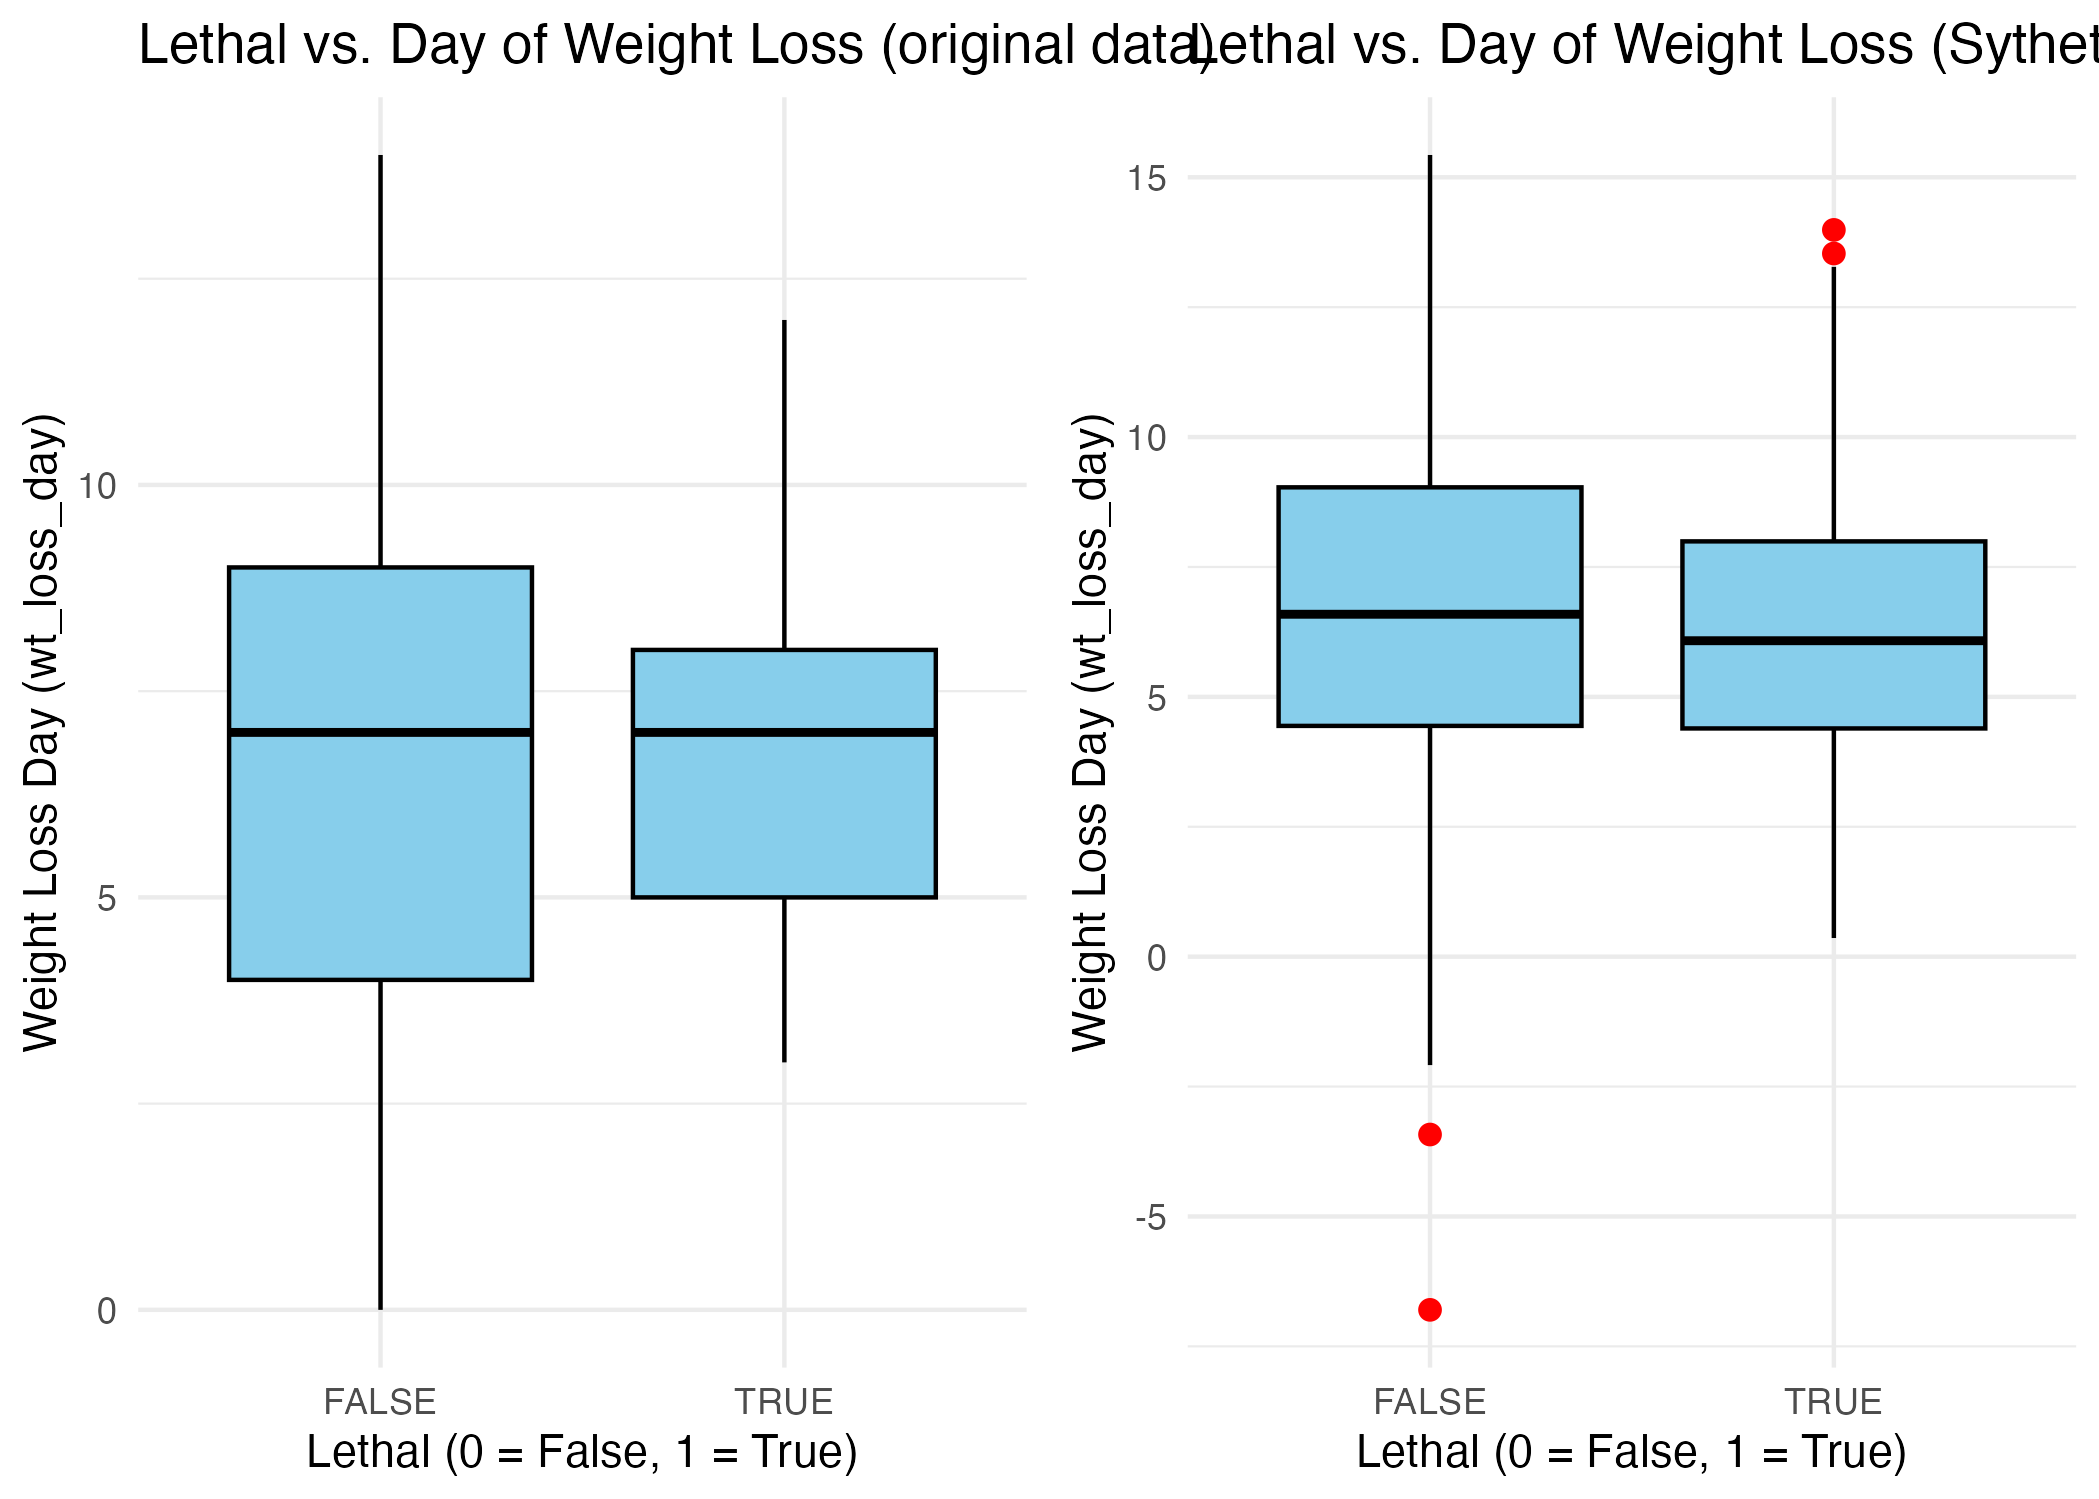 Lethal vs. Day of Weight Loss (original data)
Weight Loss Day (wt_loss_day)
10
5
0
FALSE
TRUE
Lethal (0 = False, 1 = True)
Lethal vs. Day of Weight Loss (Sythet
Weight Loss Day (wt_loss_day)
15
10
5
0
-5
FALSE
TRUE
Lethal (0 = False, 1 = True)